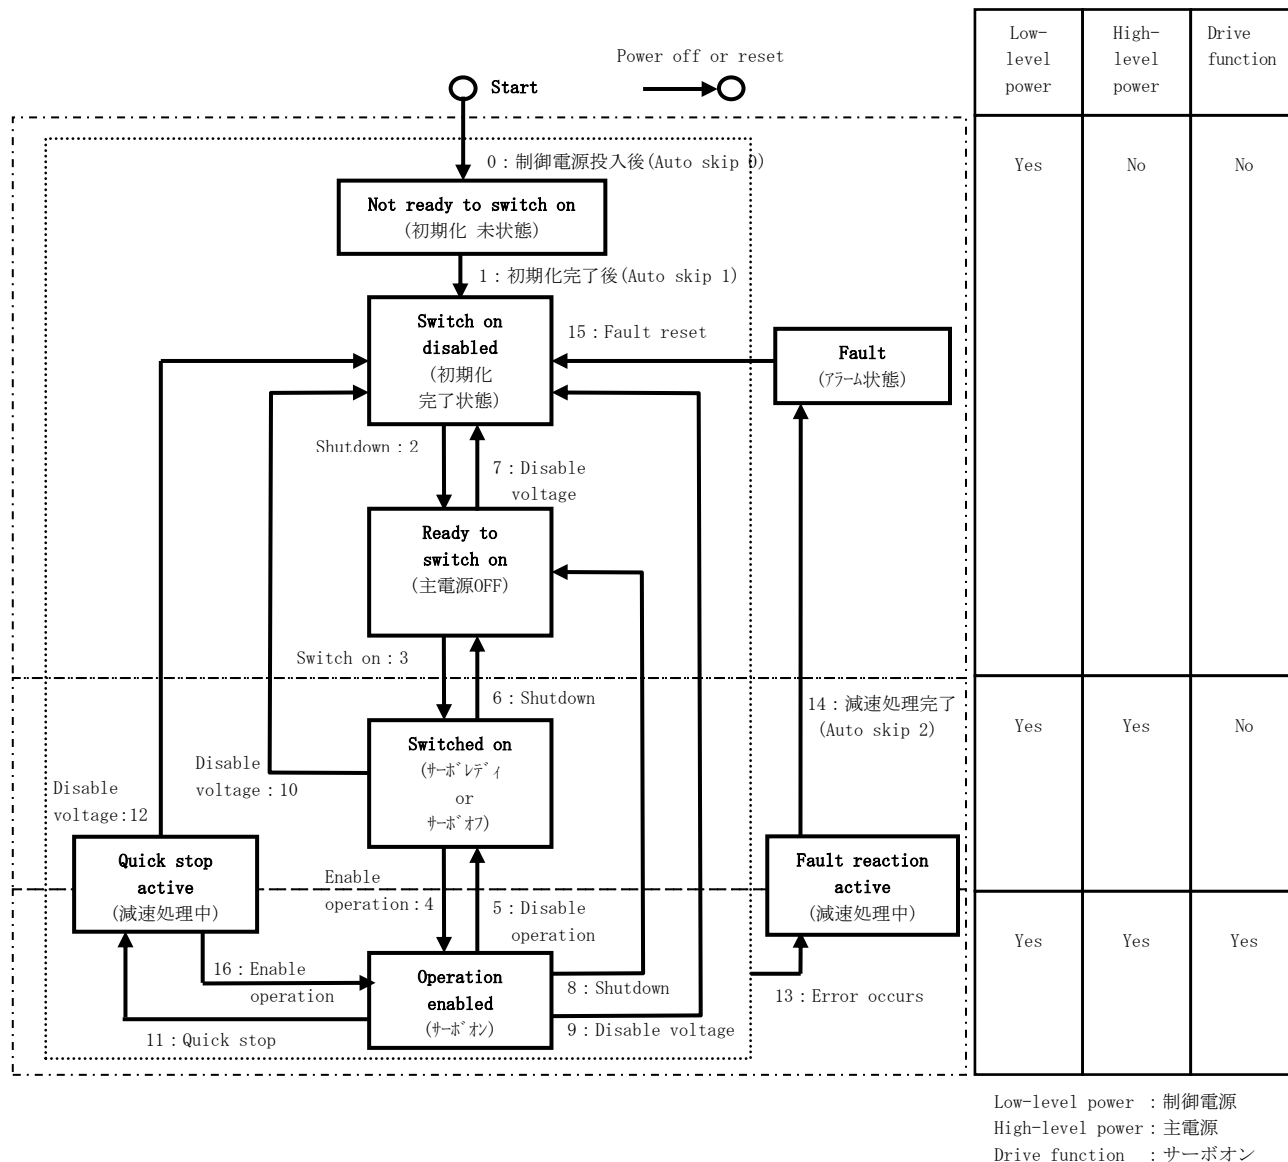 Power off or reset
Start
0：制御電源投入後(Auto skip 0)
Not ready to switch on
(初期化 未状態)
1：初期化完了後(Auto skip 1)
Switch on
disabled
(初期化
完了状態)
15：Fault reset
Fault
(ｱﾗｰﾑ状態)
Shutdown：2
7：Disable
voltage
Ready to
switch on
(主電源OFF)
Switch on：3
6：Shutdown
14：減速処理完了
(Auto skip 2)
Switched on
(ｻｰﾎﾞﾚﾃﾞｨ
or
ｻｰﾎﾞｵﾌ)
Disable
voltage：10
Disable
voltage:12
Quick stop
active
(減速処理中)
Enable
operation：4
5：Disable
operation
Fault reaction
active
(減速処理中)
16：Enable
operation
Operation
enabled
(ｻｰﾎﾞｵﾝ)
8：Shutdown
9：Disable voltage
13：Error occurs
11：Quick stop
Low-
level
power
High-
level
power
Drive
function
Yes No No
Yes Yes No
Yes Yes Yes
Low-level power ：制御電源
High-level power：主電源
Drive function ：サーボオン